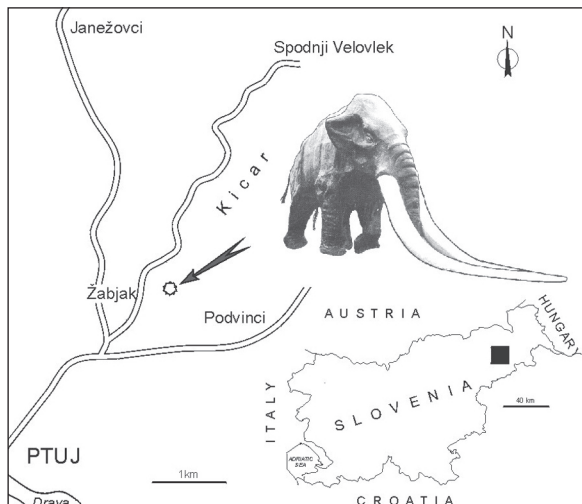 Janežovci
Spodnji Velovlek
N
Kicar
Žabjak
Podvinci
PTUJ
1km
Drava
AUSTRIA
HUNGARY
ITALY
SLOVENIA
40 km
ADRIATIC
SEA
CROATIA